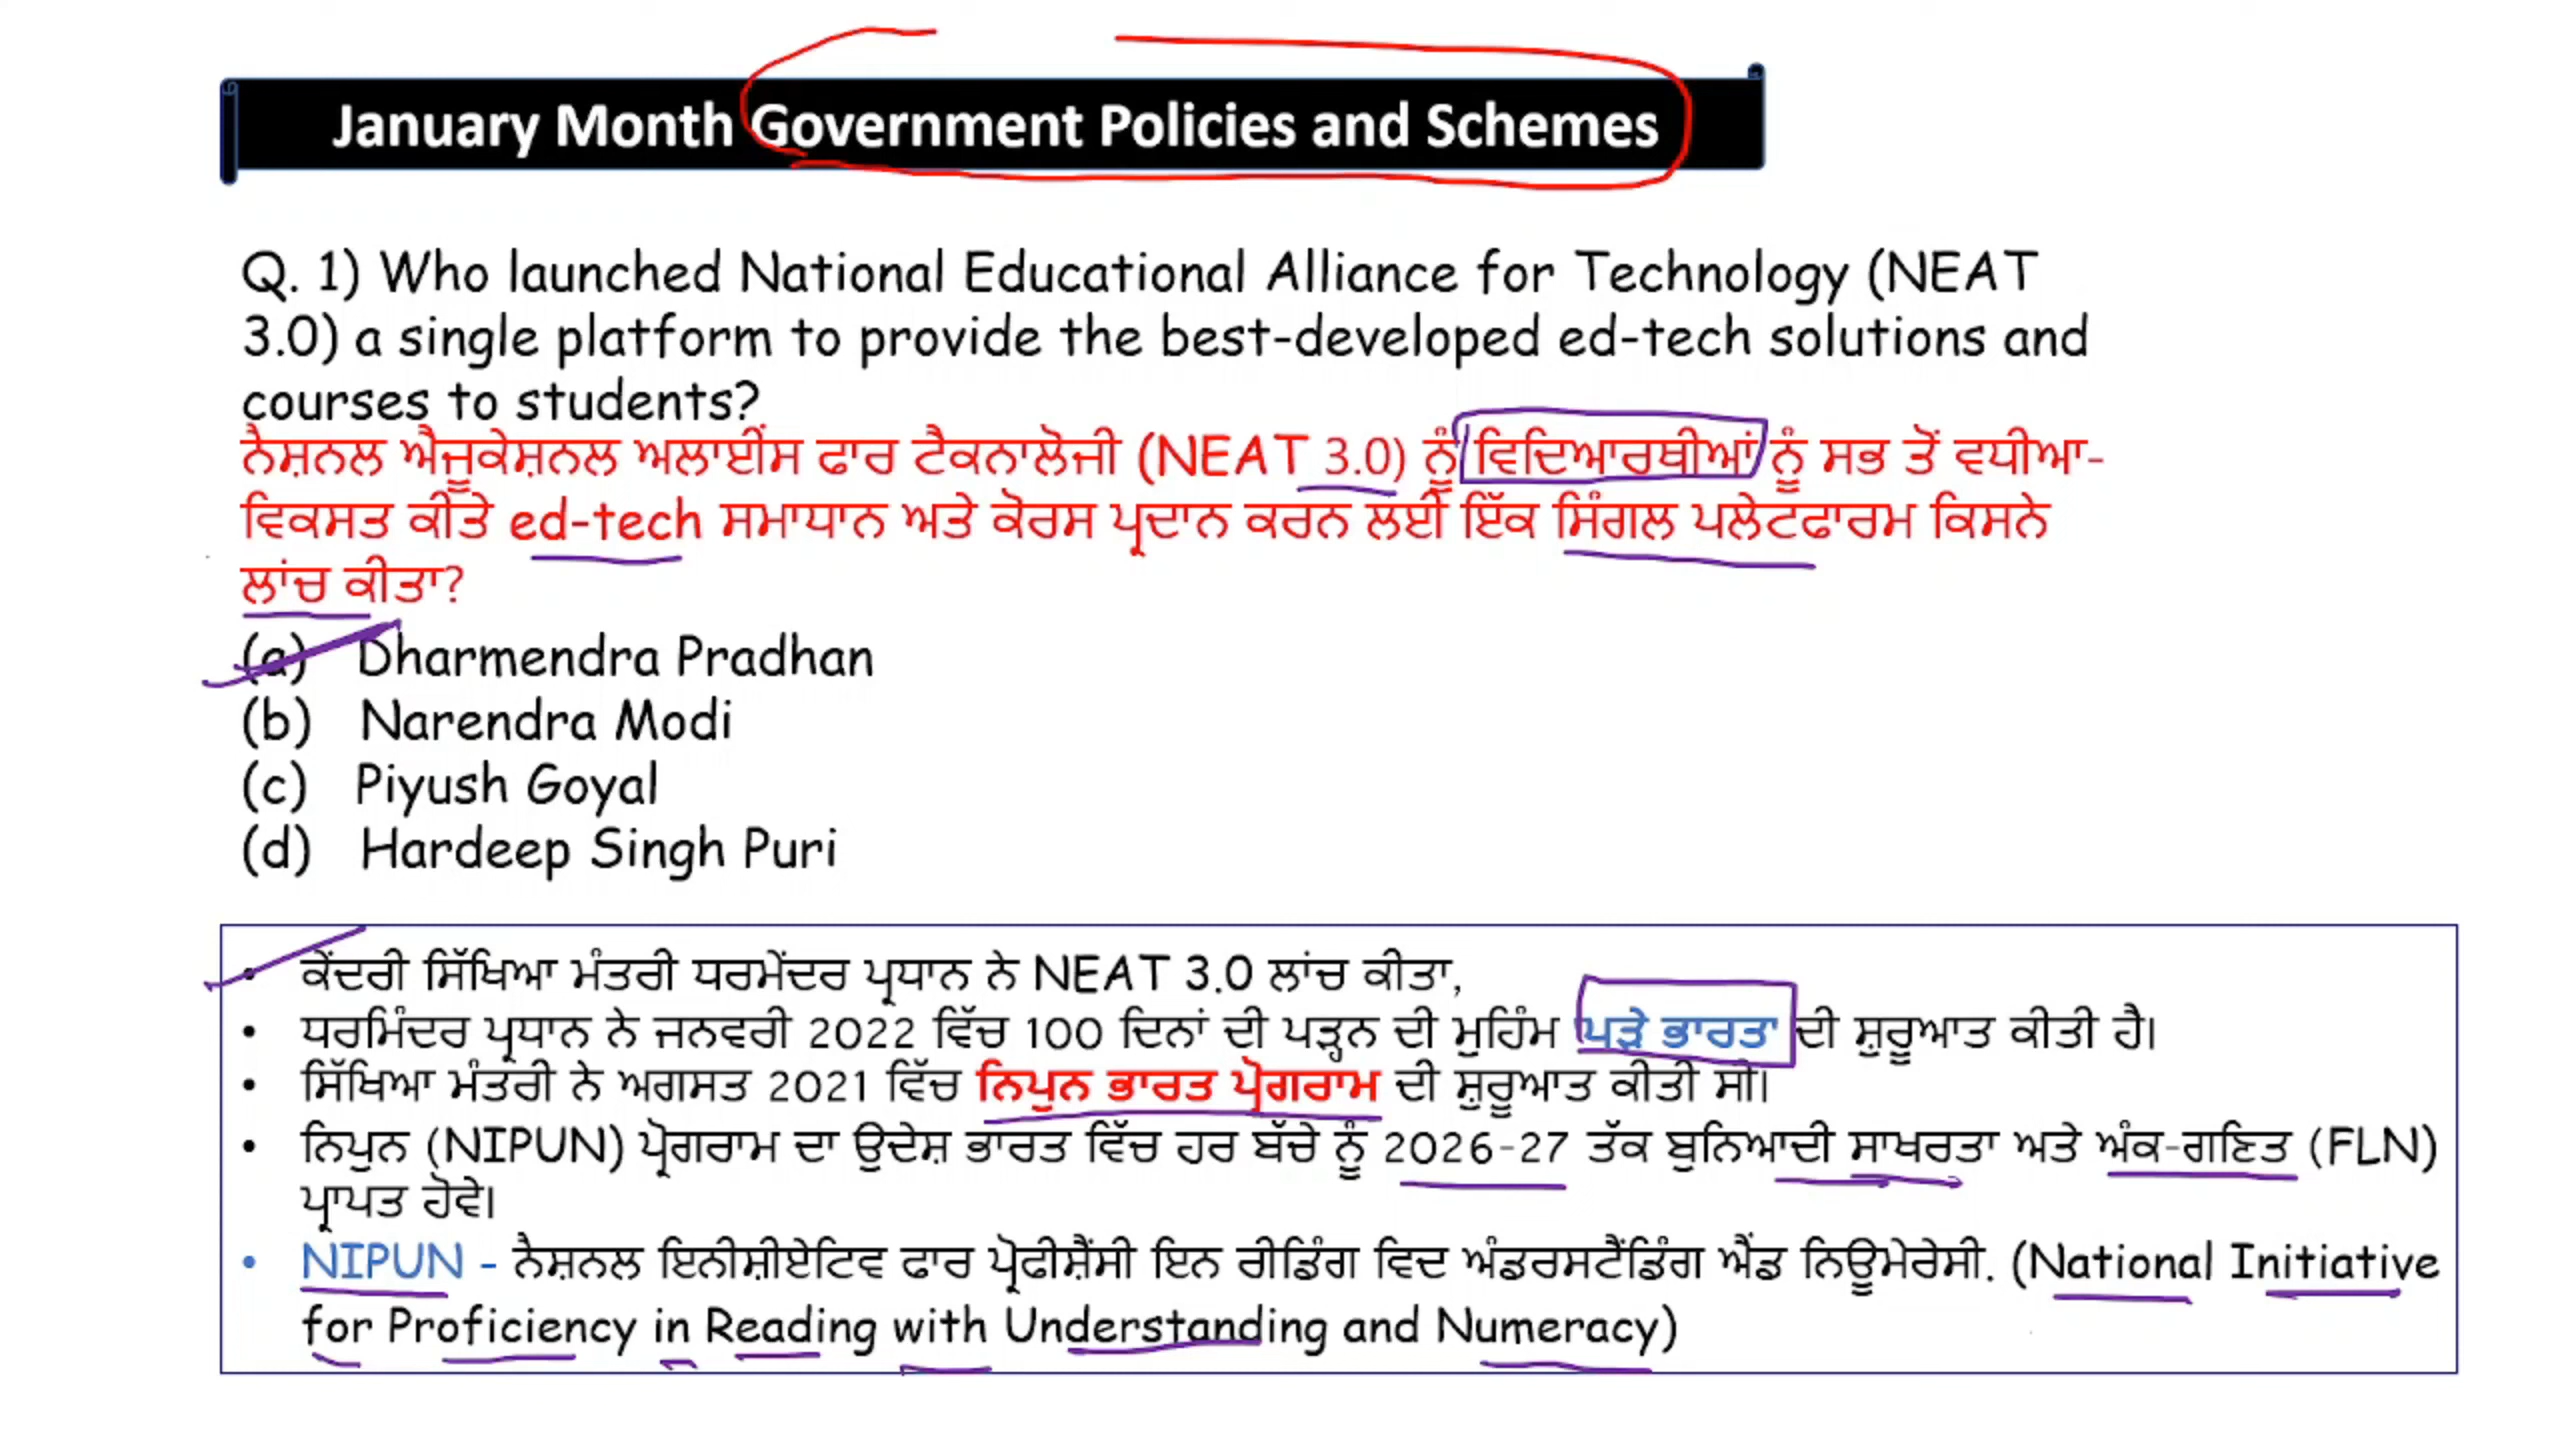 January Month Government Policies and Schemes
Q. 1) Who launched National Educational Alliance for Technology (NEAT
3.0) a single platform to provide the best-developed ed-tech solutions and
courses to students?
ਨੈਸ਼ਨਲ ਐਜੂਕੇਸ਼ਨਲ ਅਲਾਈਂਸ ਫਾਰ ਟੈਕਨਾਲੋਜੀ (NEAT 3.0) ਨੂੰ ਵਿਦਿਆਰਥੀਆਂ ਨੂੰ ਸਭ ਤੋਂ ਵਧੀਆ-
ਵਿਕਸਤ ਕੀਤੇ ed-tech ਸਮਾਧਾਨ ਅਤੇ ਕੋਰਸ ਪ੍ਰਦਾਨ ਕਰਨ ਲਈ ਇੱਕ ਸਿੰਗਲ ਪਲੇਟਫਾਰਮ ਕਿਸਨੇ
ਲਾਂਚ ਕੀਤਾ?
(a) Dharmendra Pradhan
(b) Narendra Modi
(c) Piyush Goyal
(d) Hardeep Singh Puri
• ਕੇਂਦਰੀ ਸਿੱਖਿਆ ਮੰਤਰੀ ਧਰਮੇਂਦਰ ਪ੍ਰਧਾਨ ਨੇ NEAT 3.0 ਲਾਂਚ ਕੀਤਾ,
• ਧਰਮਿੰਦਰ ਪ੍ਰਧਾਨ ਨੇ ਜਨਵਰੀ 2022 ਵਿੱਚ 100 ਦਿਨਾਂ ਦੀ ਪੜ੍ਹਨ ਦੀ ਮੁਹਿੰਮ ਪੜੇ ਭਾਰਤਾ ਦੀ ਸ਼ੁਰੂਆਤ ਕੀਤੀ ਹੈ।
• ਸਿੱਖਿਆ ਮੰਤਰੀ ਨੇ ਅਗਸਤ 2021 ਵਿੱਚ ਨਿਪੁਨ ਭਾਰਤ ਪ੍ਰੋਗਰਾਮ ਦੀ ਸ਼ੁਰੂਆਤ ਕੀਤੀ ਸੀ।
• ਨਿਪੁਨ (NIPUN) ਪ੍ਰੋਗਰਾਮ ਦਾ ਉਦੇਸ਼ ਭਾਰਤ ਵਿੱਚ ਹਰ ਬੱਚੇ ਨੂੰ 2026-27 ਤੱਕ ਬੁਨਿਆਦੀ ਸਾਖਰਤਾ ਅਤੇ ਅੰਕ-ਗਣਿਤ (FLN)
ਪ੍ਰਾਪਤ ਹੋਵੇ।
• NIPUN - ਨੈਸ਼ਨਲ ਇਨੀਸ਼ੀਏਟਿਵ ਫਾਰ ਪ੍ਰੋਫੀਸ਼ੈਂਸੀ ਇਨ ਰੀਡਿੰਗ ਵਿਦ ਅੰਡਰਸਟੈਂਡਿੰਗ ਐਂਡ ਨਿਊਮੇਰੇਸੀ. (National Initiative
for Proficiency in Reading with Understanding and Numeracy)